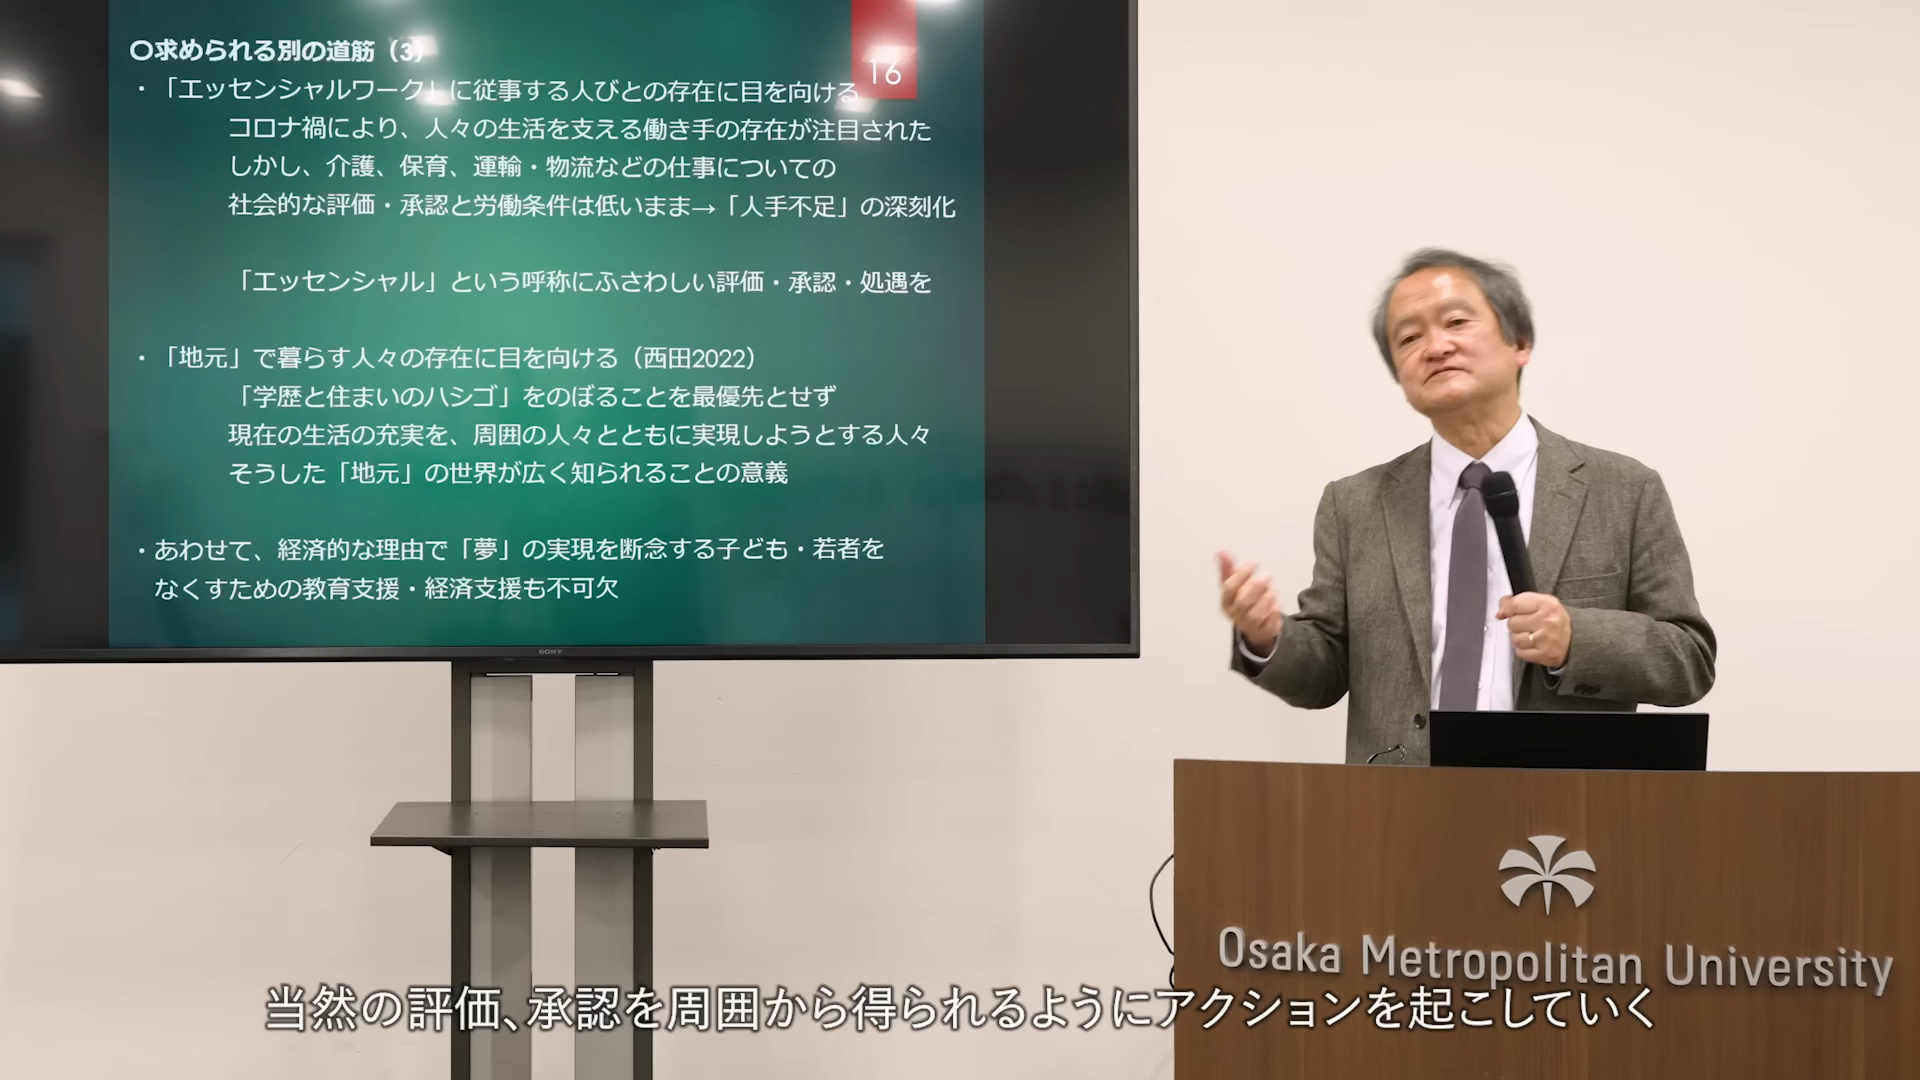 〇求められる別の道筋（3）
16
・「エッセンシャルワーク」に従事する人びとの存在に目を向ける
コロナ禍により、人々の生活を支える働き手の存在が注目された
しかし、介護、保育、運輸・物流などの仕事についての
社会的な評価・承認と労働条件は低いまま→「人手不足」の深刻化
「エッセンシャル」という呼称にふさわしい評価・承認・処遇を
・「地元」で暮らす人々の存在に目を向ける（西田2022）
「学歴と住まいのハシゴ」をのぼることを最優先とせず
現在の生活の充実を、周囲の人々とともに実現しようとする人々
そうした「地元」の世界が広く知られることの意義
・あわせて、経済的な理由で「夢」の実現を断念する子ども・若者を
なくすための教育支援・経済支援も不可欠
SONY
Osaka Metropolitan University
当然の評価、承認を周囲から得られるようにアクションを起こしていく